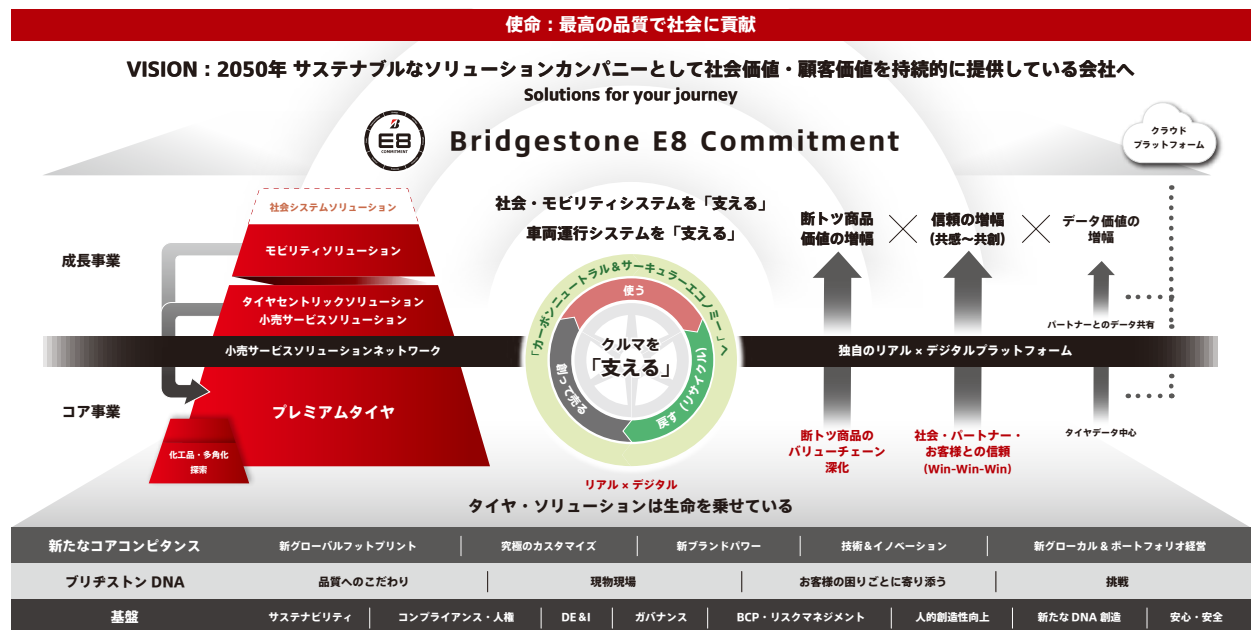 使命：最高の品質で社会に貢献
VISION：2050年 サステナブルなソリューションカンパニーとして社会価値・顧客価値を持続的に提供している会社へ
Solutions for your journey
E8
COMMITMENT
Bridgestone E8 Commitment
クラウド
プラットフォーム
社会システムソリューション
モビリティソリューション
成長事業
タイヤセントリックソリューション
小売サービスソリューション
小売サービスソリューションネットワーク
コア事業
プレミアムタイヤ
化工品・多角化
探索
社会・モビリティシステムを「支える」
車両運行システムを「支える」
「カーボンニュートラル＆サーキュラーエコノミー」へ
使う
戻す（リサイクル）
創って売る
クルマを
「支える」
リアル × デジタル
タイヤ・ソリューションは生命を乗せている
断トツ商品
価値の増幅
信頼の増幅
(共感～共創)
データ価値の
増幅
パートナーとのデータ共有
独自のリアル × デジタルプラットフォーム
断トツ商品の
バリューチェーン
深化
社会・パートナー・
お客様との信頼
(Win-Win-Win)
タイヤデータ中心
新たなコアコンピタンス
新グローバルフットプリント
究極のカスタマイズ
新ブランドパワー
技術＆イノベーション
新グローカル & ポートフォリオ経営
ブリヂストン DNA
品質へのこだわり
現物現場
お客様の困りごとに寄り添う
挑戦
基盤
サステナビリティ
コンプライアンス・人権
DE&I
ガバナンス
BCP・リスクマネジメント
人的創造性向上
新たな DNA 創造
安心・安全